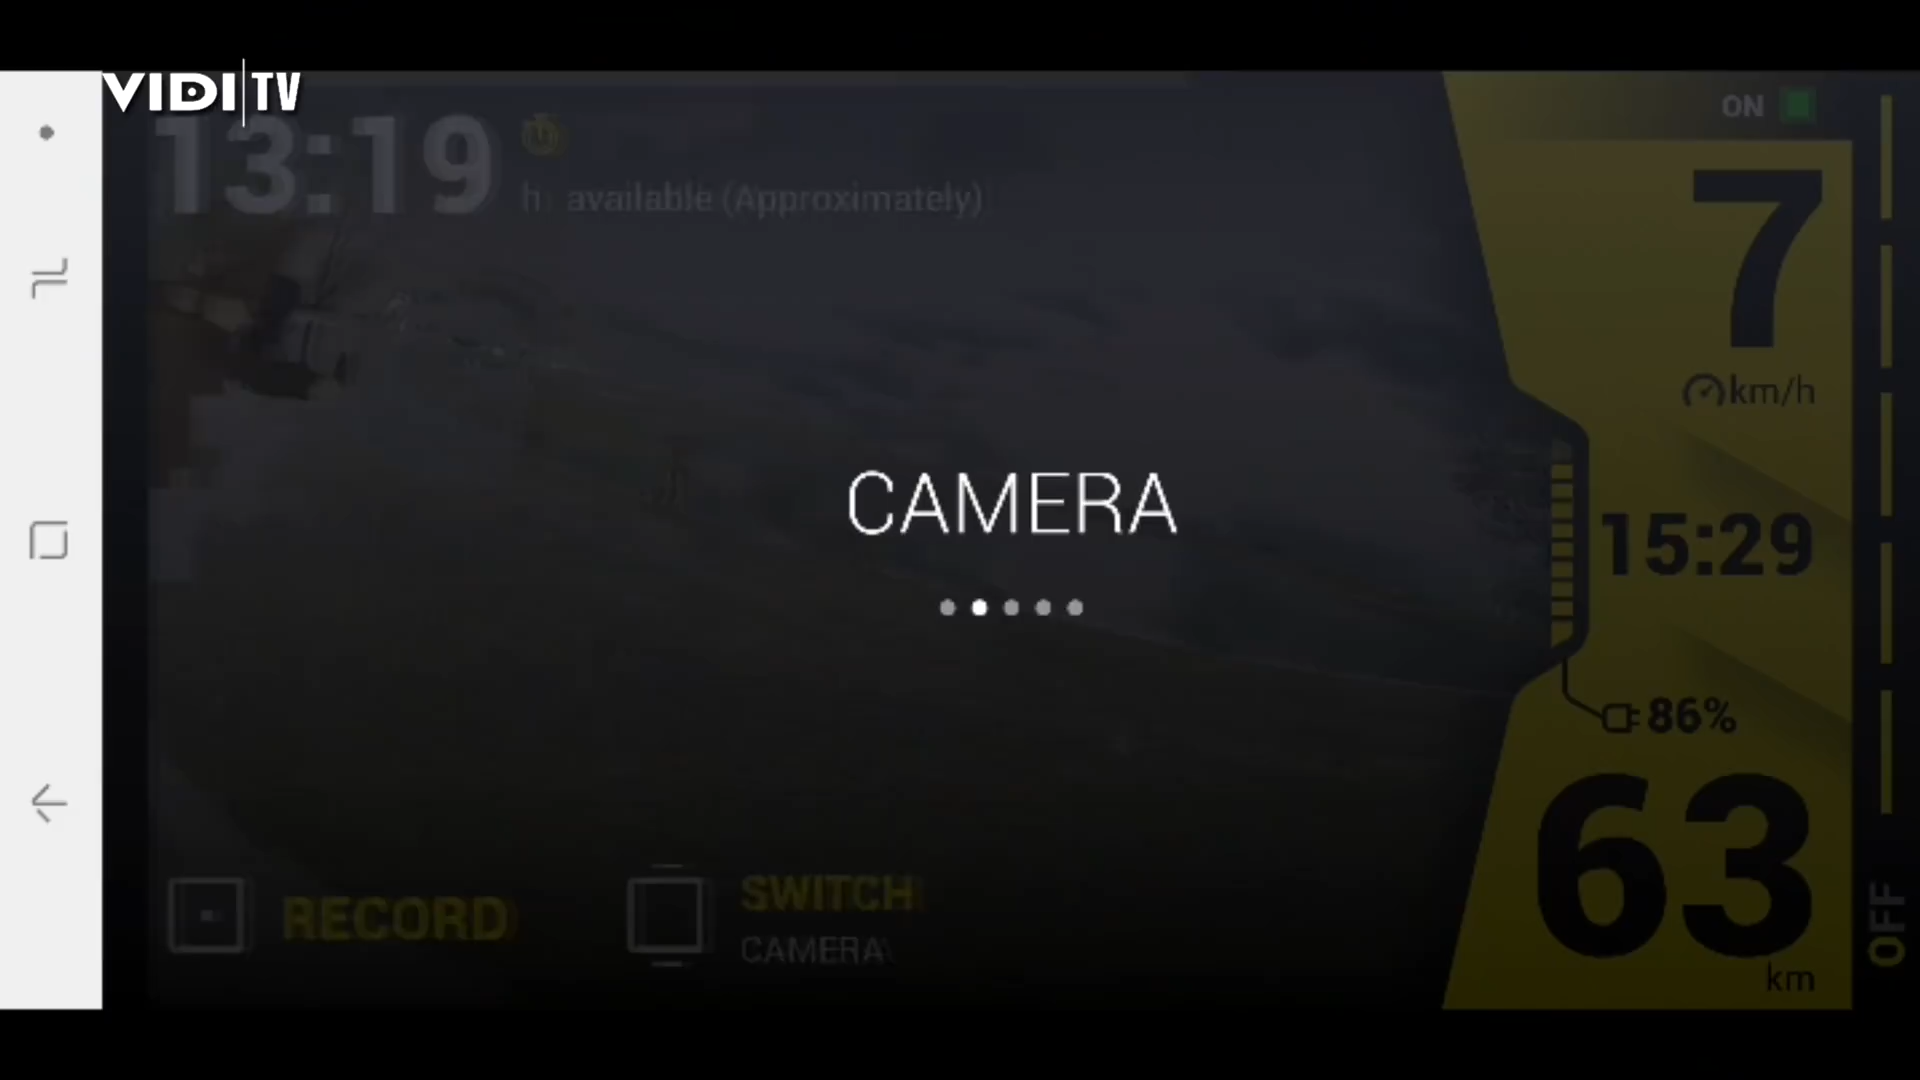 VIDI TV
13:19
h available (Approximately)
ON
7
km/h
CAMERA
15:29
86%
63
km
OFF
RECORD
SWITCH
CAMERA